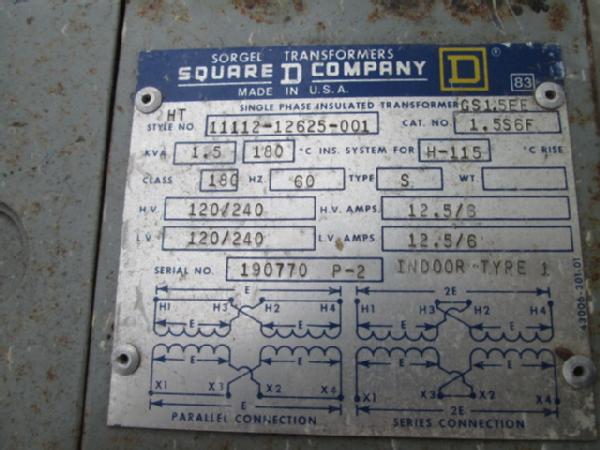 SORGEL TRANSFORMERS
SQUARE D COMPANY D
MADE IN U.S.A. 83
SINGLE PHASE INSULATED TRANSFORMER GS1.5EE
HT
STYLE NO. 11112-12625-001 CAT. NO. 1.5S6F
KVA 1.5 180 °C INS. SYSTEM FOR H-115 °C RISE
CLASS 180 HZ. 60 TYPE S WT.
H.V. 120/240 H.V. AMPS. 12.5/6
L.V. 120/240 L.V. AMPS. 12.5/6
SERIAL NO. 190770 P-2 INDOOR TYPE 1
43006-301-01
E 2E
H1 H3 H2 H4 H1 H3 H2 H4
E E E E
E E E E
X1 X3 X2 X4 X1 X3 X2 X4
E 2E
PARALLEL CONNECTION SERIES CONNECTION